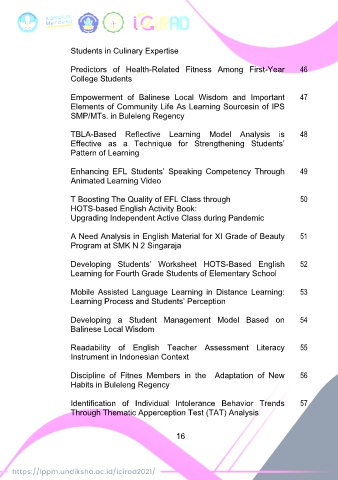 iCIRAD
Students in Culinary Expertise
Predictors of Health-Related Fitness Among First-Year 46
College Students
Empowerment of Balinese Local Wisdom and Important 47
Elements of Community Life As Learning Sourcesin of IPS
SMP/MTs. in Buleleng Regency
TBLA-Based Reflective Learning Model Analysis is 48
Effective as a Technique for Strengthening Students'
Pattern of Learning
Enhancing EFL Students' Speaking Competency Through 49
Animated Learning Video
T Boosting The Quality of EFL Class through 50
HOTS-based English Activity Book:
Upgrading Independent Active Class during Pandemic
A Need Analysis in English Material for XI Grade of Beauty 51
Program at SMK N 2 Singaraja
Developing Students' Worksheet HOTS-Based English 52
Learning for Fourth Grade Students of Elementary School
Mobile Assisted Language Learning in Distance Learning: 53
Learning Process and Students' Perception
Developing a Student Management Model Based on 54
Balinese Local Wisdom
Readability of English Teacher Assessment Literacy 55
Instrument in Indonesian Context
Discipline of Fitnes Members in the Adaptation of New 56
Habits in Buleleng Regency
Identification of Individual Intolerance Behavior Trends 57
Through Thematic Apperception Test (TAT) Analysis
16
https://lppm.undiksha.ac.id/icirad2021/